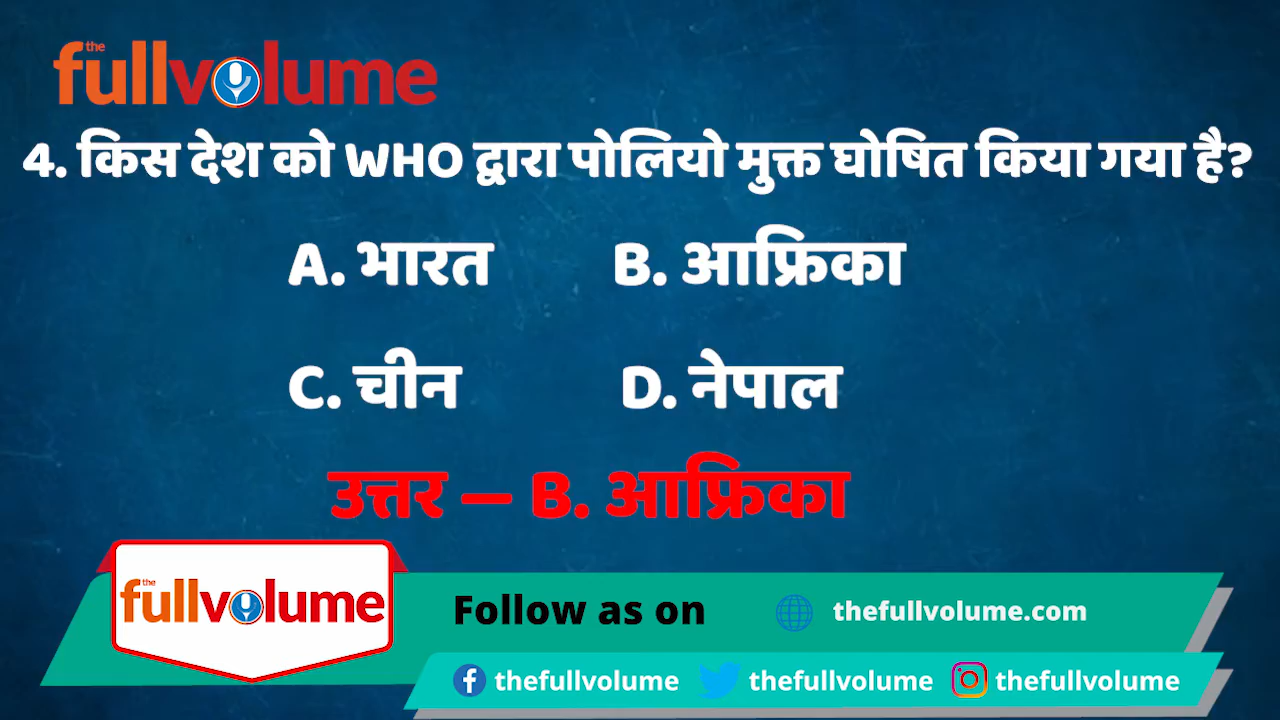 the
fullvolume
4. किस देश को WHO द्वारा पोलियो मुक्त घोषित किया गया है?
A. भारत B. आफ्रिका
C. चीन D. नेपाल
उत्तर – B. आफ्रिका
the
fullvolume
Follow as on thefullvolume.com
thefullvolume thefullvolume thefullvolume